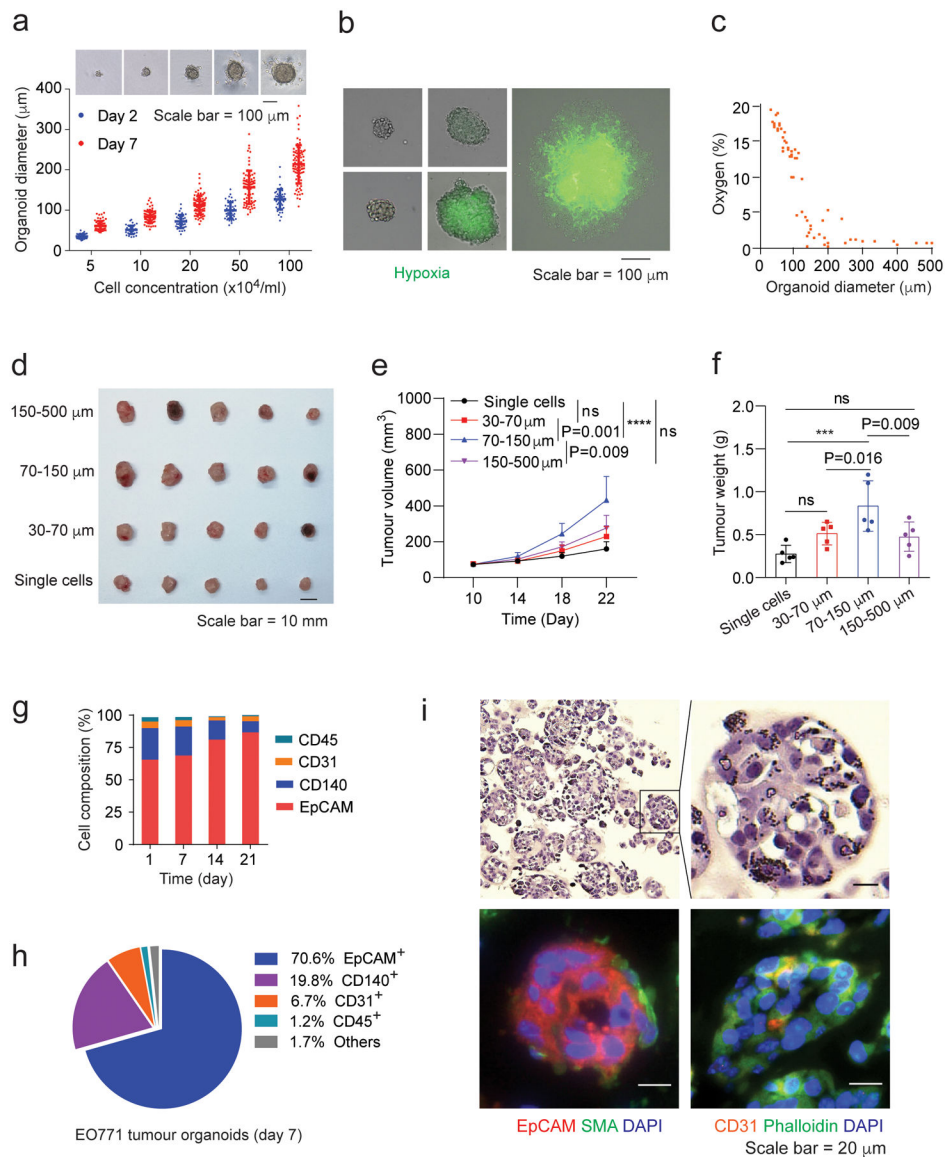 a
Organoid diameter (μm)
400
300
200
100
0
Day 2
Day 7
Scale bar = 100 μm
5 10 20 50 100
Cell concentration (x10⁴/ml)
b
Hypoxia
Scale bar = 100 μm
c
Oxygen (%)
20
15
10
5
0
0 100 200 300 400 500
Organoid diameter (μm)
d
150-500 μm
70-150 μm
30-70 μm
Single cells
Scale bar = 10 mm
e
Tumour volume (mm³)
1000
800
600
400
200
0
Single cells
30-70 μm
70-150 μm
150-500 μm
ns
P=0.001
P=0.009
****
ns
10 14 18 22
Time (Day)
f
Tumour weight (g)
2.0
1.5
1.0
0.5
0.0
ns
*** P=0.009
P=0.016
ns
Single cells
30-70 μm
70-150 μm
150-500 μm
g
Cell composition (%)
100
75
50
25
0
1 7 14 21
Time (day)
CD45
CD31
CD140
EpCAM
h
70.6% EpCAM⁺
19.8% CD140⁺
6.7% CD31⁺
1.2% CD45⁺
1.7% Others
EO771 tumour organoids (day 7)
i
EpCAM SMA DAPI
CD31 Phalloidin DAPI
Scale bar = 20 μm